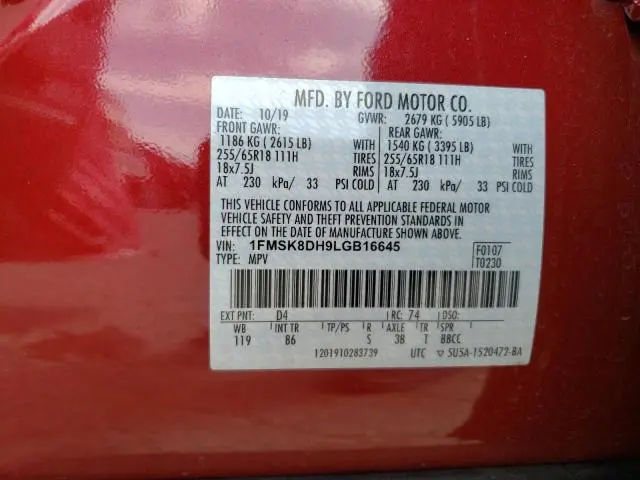 MFD. BY FORD MOTOR CO.
DATE: 10/19 GVWR: 2679 KG ( 5905 LB)
FRONT GAWR: REAR GAWR:
1186 KG ( 2615 LB) WITH 1540 KG ( 3395 LB) WITH
255/65R18 111H TIRES 255/65R18 111H TIRES
18x7.5J RIMS 18x7.5J RIMS
AT 230 kPa/ 33 PSI COLD AT 230 kPa/ 33 PSI COLD
THIS VEHICLE CONFORMS TO ALL APPLICABLE FEDERAL MOTOR
VEHICLE SAFETY AND THEFT PREVENTION STANDARDS IN
EFFECT ON THE DATE OF MANUFACTURE SHOWN ABOVE.
VIN: 1FMSK8DH9LGB16645 F0107
TYPE: MPV T0230
EXT PNT: D4 RC: 74 DSO:
WB INT TR TP/PS R AXLE TR SPR
119 86 S 3B T BBCC
1201910283739 UTC ▽ 5U5A-1520472-BA